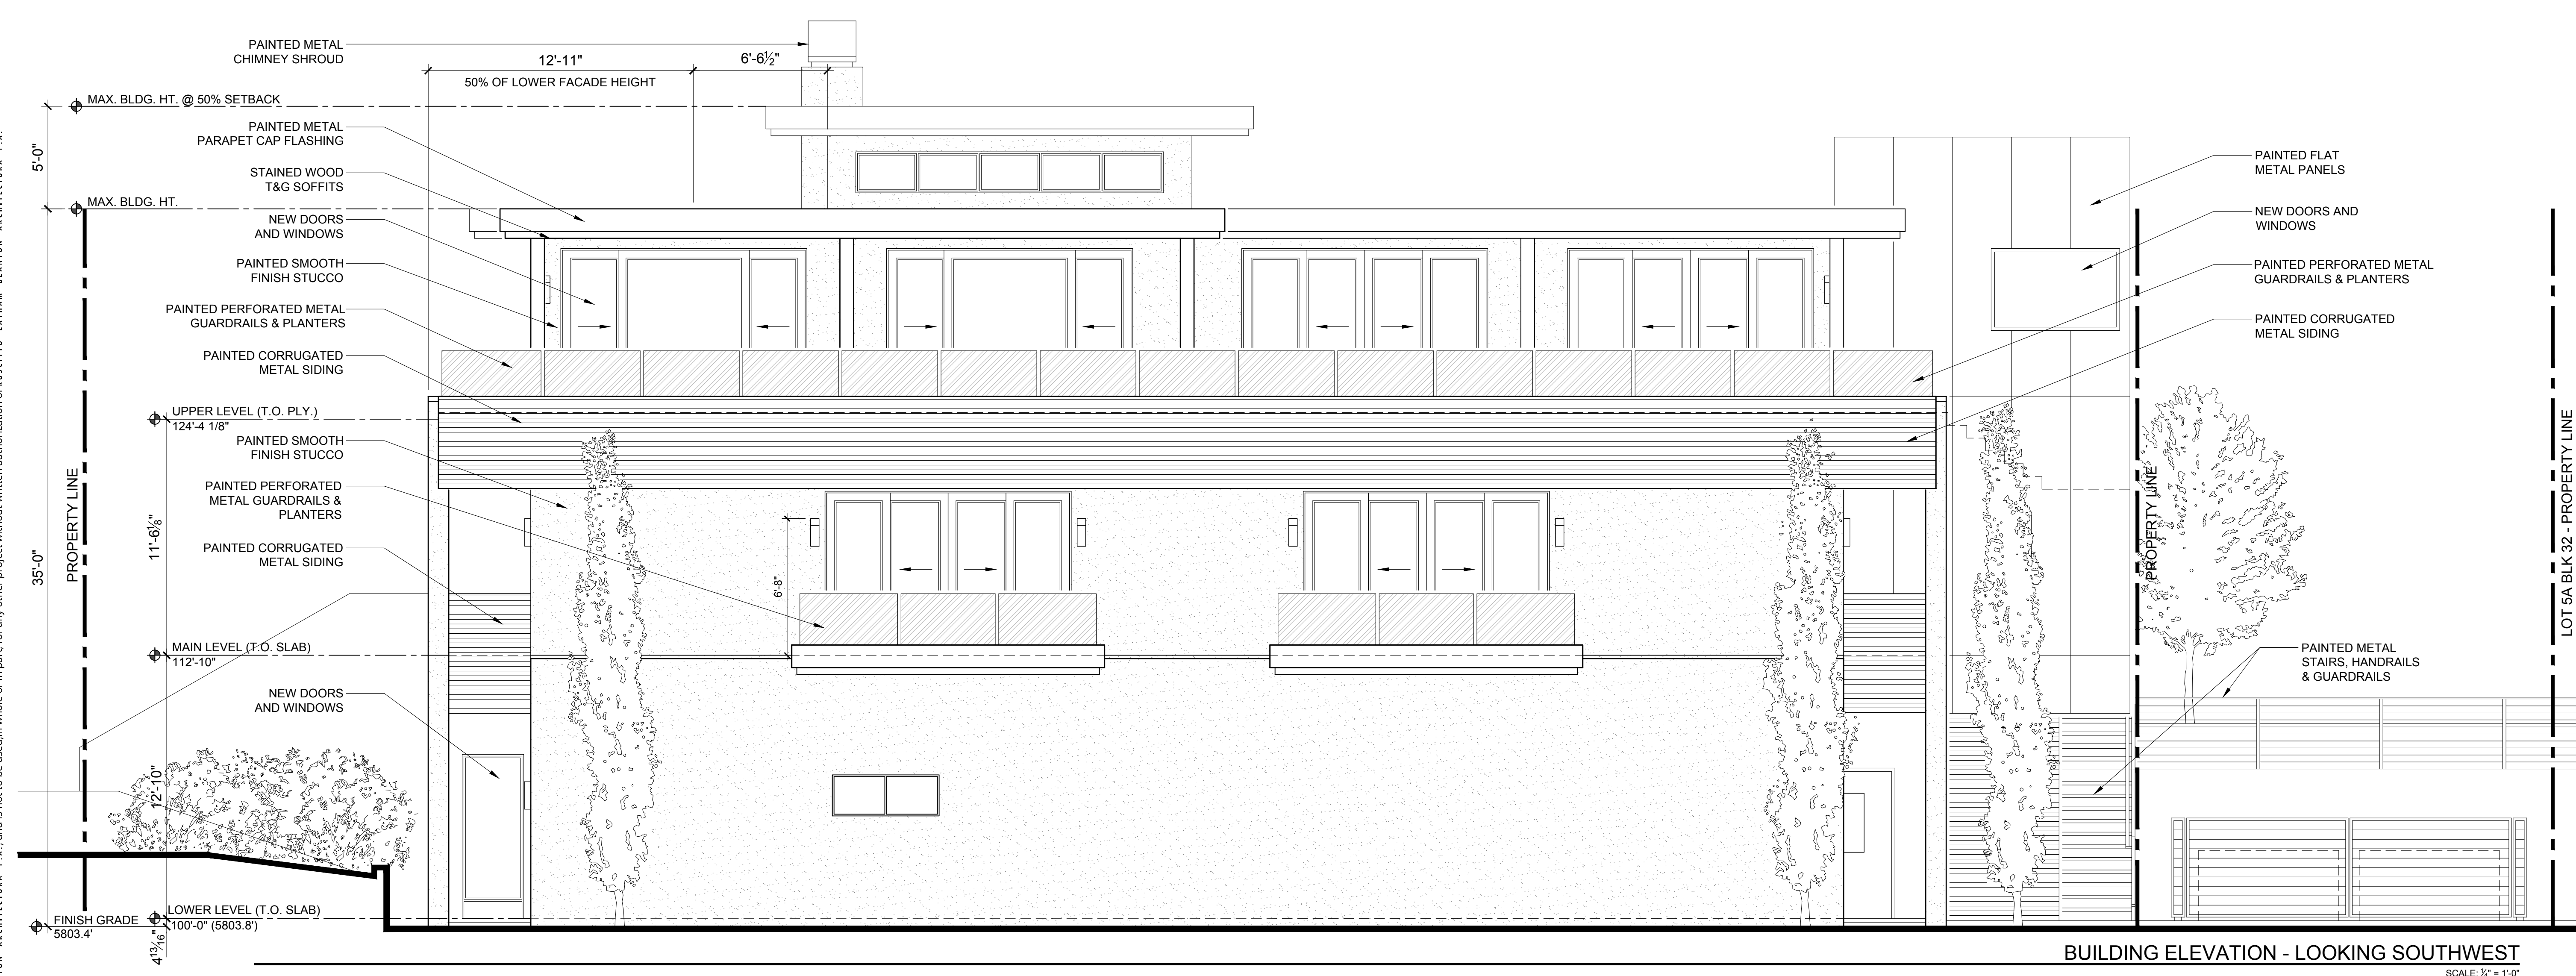 PAINTED METAL
CHIMNEY SHROUD
12'-11"
6'-6½"
50% OF LOWER FACADE HEIGHT
MAX. BLDG. HT. @ 50% SETBACK
5'-0"
PAINTED METAL
PARAPET CAP FLASHING
STAINED WOOD
T&G SOFFITS
MAX. BLDG. HT.
NEW DOORS
AND WINDOWS
PAINTED SMOOTH
FINISH STUCCO
PAINTED PERFORATED METAL
GUARDRAILS & PLANTERS
PAINTED CORRUGATED
METAL SIDING
UPPER LEVEL (T.O. PLY.)
124'-4 1/8"
PAINTED SMOOTH
FINISH STUCCO
PROPERTY LINE
PAINTED PERFORATED
METAL GUARDRAILS &
PLANTERS
11'-6⅛"
35'-0"
PAINTED CORRUGATED
METAL SIDING
6'-8"
MAIN LEVEL (T.O. SLAB)
112'-10"
NEW DOORS
AND WINDOWS
12'-10"
LOWER LEVEL (T.O. SLAB)
100'-0" (5803.8')
FINISH GRADE
5803.4'
4 13/16"
PAINTED FLAT
METAL PANELS
NEW DOORS AND
WINDOWS
PAINTED PERFORATED METAL
GUARDRAILS & PLANTERS
PAINTED CORRUGATED
METAL SIDING
PROPERTY LINE
LOT 5A BLK 32 - PROPERTY LINE
PAINTED METAL
STAIRS, HANDRAILS
& GUARDRAILS
BUILDING ELEVATION - LOOKING SOUTHWEST
SCALE: ¼" = 1'-0"